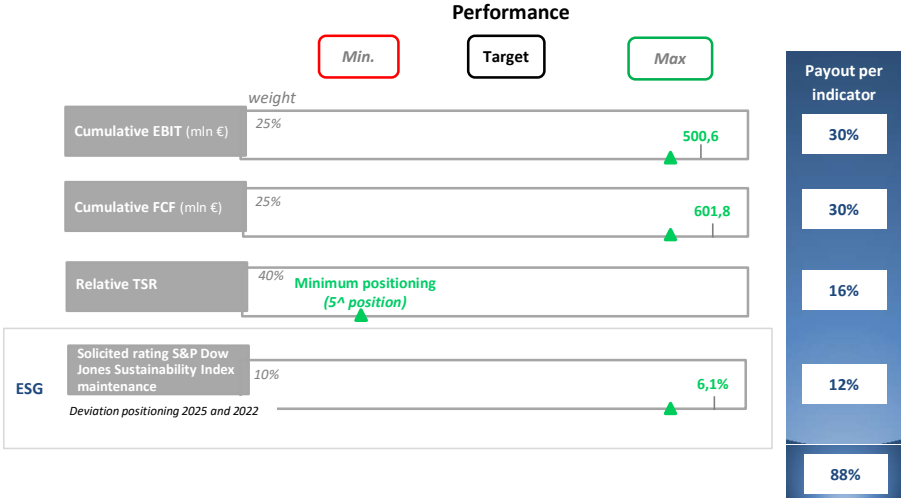 Performance
Min.
Target
Max
Payout per
indicator
weight
Cumulative EBIT (mln €)
25%
500,6
30%
Cumulative FCF (mln €)
25%
601,8
30%
Relative TSR
40%
Minimum positioning
(5^ position)
16%
ESG
Solicited rating S&P Dow
Jones Sustainability Index
maintenance
10%
6,1%
12%
Deviation positioning 2025 and 2022
88%